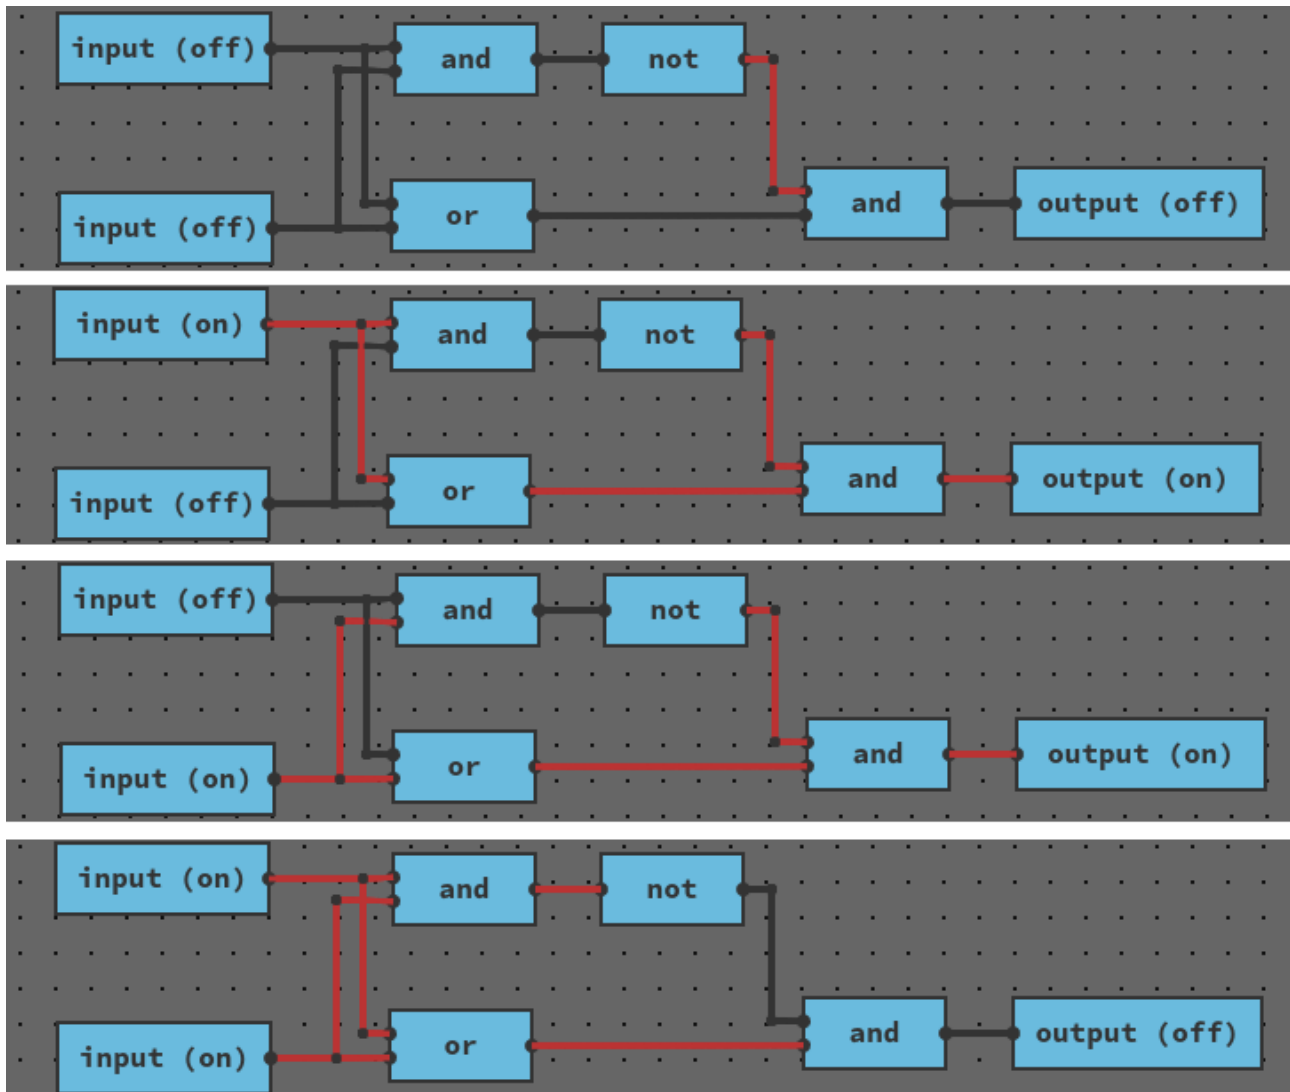 input (off)
and
not
input (off)
or
and
output (off)
input (on)
and
not
input (off)
or
and
output (on)
input (off)
and
not
input (on)
or
and
output (on)
input (on)
and
not
input (on)
or
and
output (off)